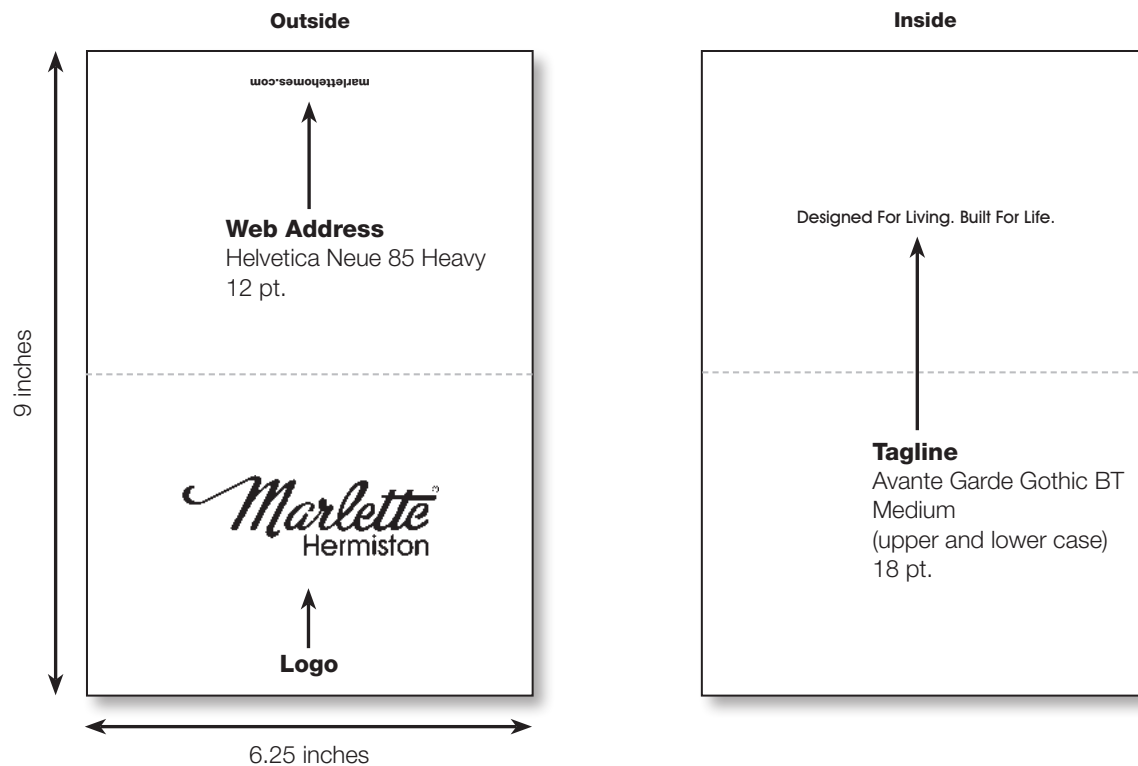 Outside
marlettehomes.com
Web Address
Helvetica Neue 85 Heavy
12 pt.
9 inches
Marlette
Hermiston
Logo
6.25 inches
Inside
Designed For Living. Built For Life.
Tagline
Avante Garde Gothic BT
Medium
(upper and lower case)
18 pt.